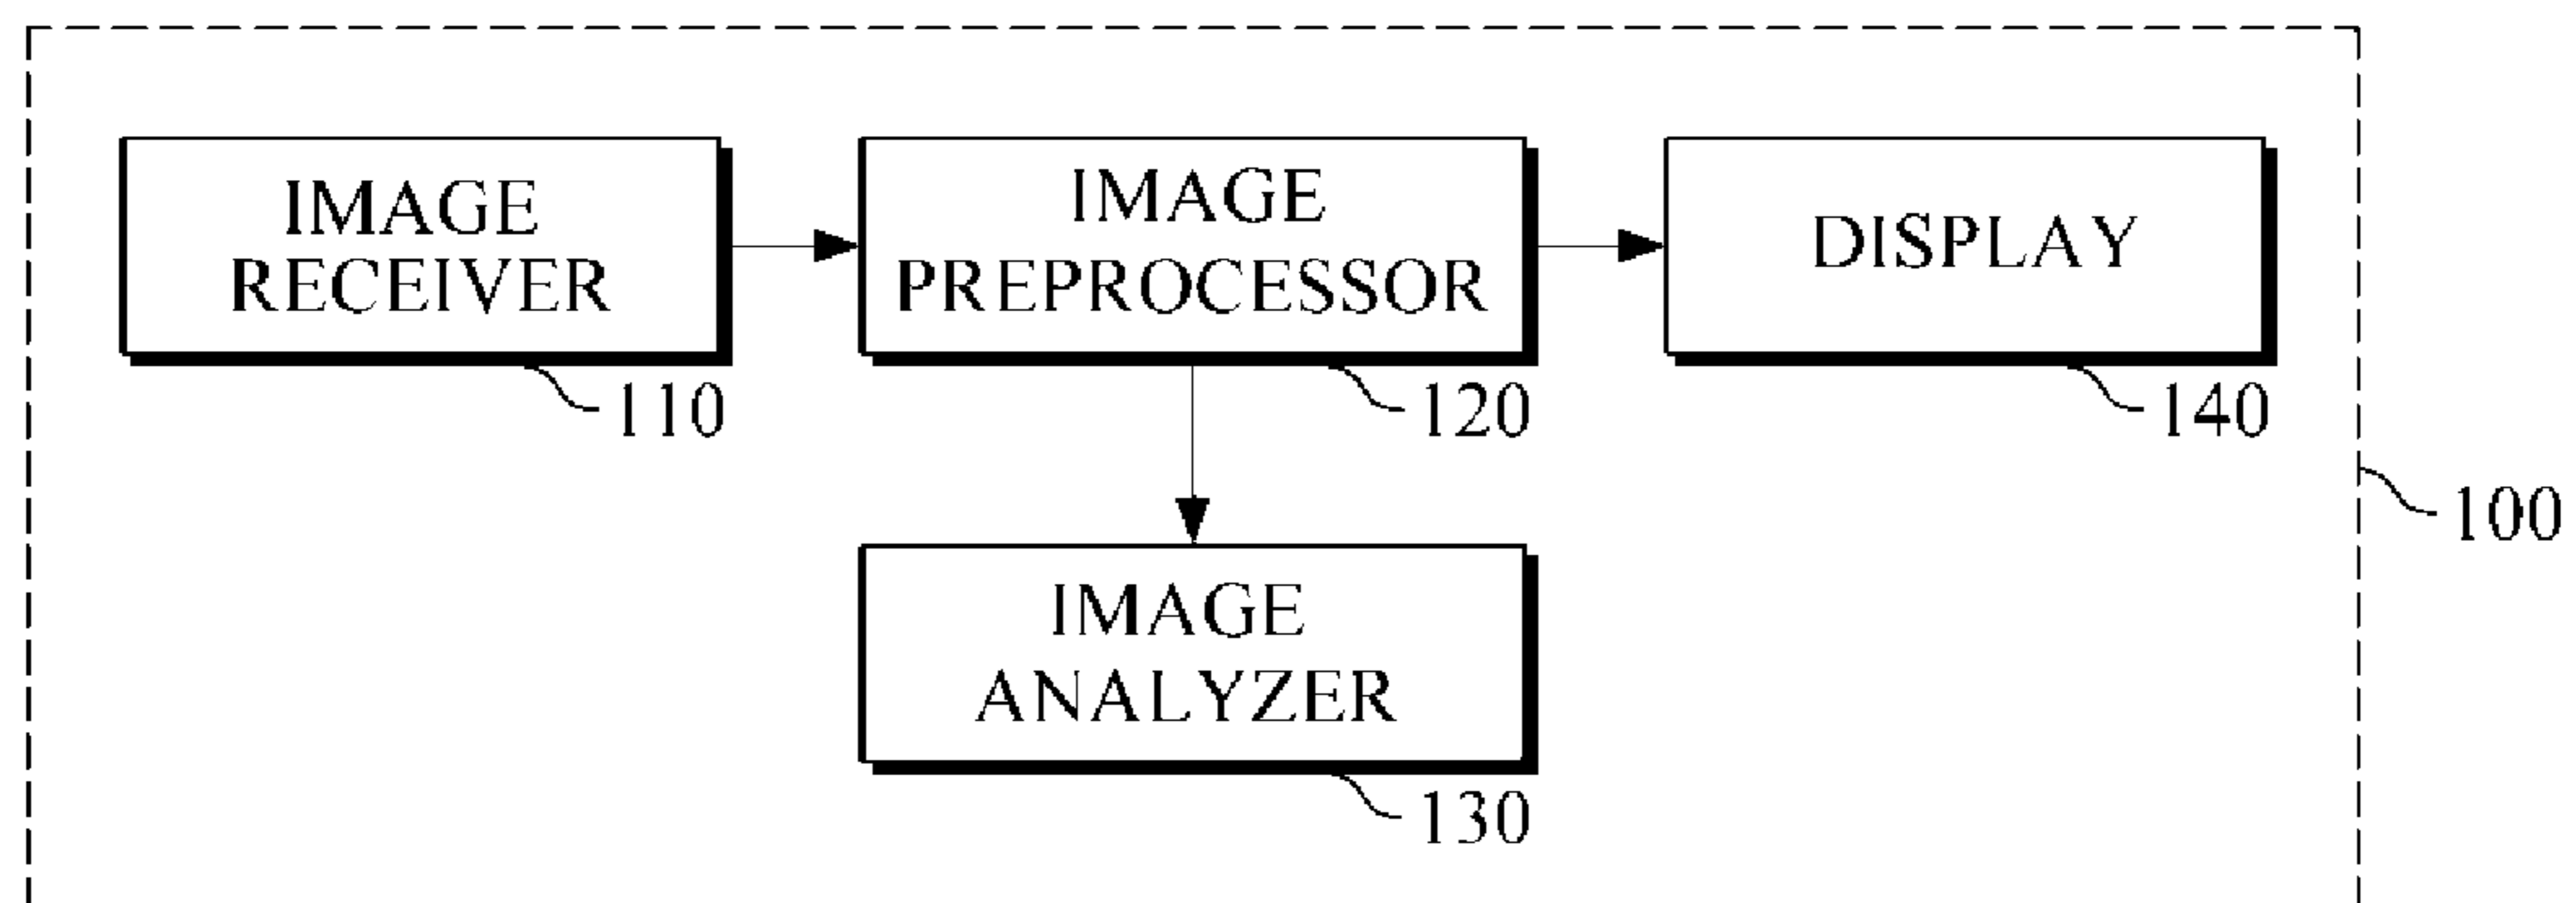 IMAGE
RECEIVER
110
IMAGE
PREPROCESSOR
120
DISPLAY
140
100
IMAGE
ANALYZER
130